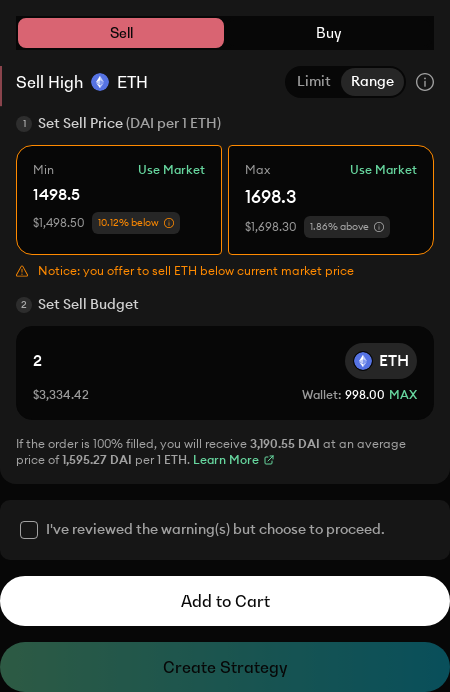 Sell Buy
Sell High ETH Limit Range
1 Set Sell Price (DAI per 1 ETH)
Min Use Market
1498.5
$1,498.50 10.12% below
Max Use Market
1698.3
$1,698.30 1.86% above
Notice: you offer to sell ETH below current market price
2 Set Sell Budget
2 ETH
$3,334.42 Wallet: 998.00 MAX
If the order is 100% filled, you will receive 3,190.55 DAI at an average
price of 1,595.27 DAI per 1 ETH. Learn More
I've reviewed the warning(s) but choose to proceed.
Add to Cart
Create Strategy